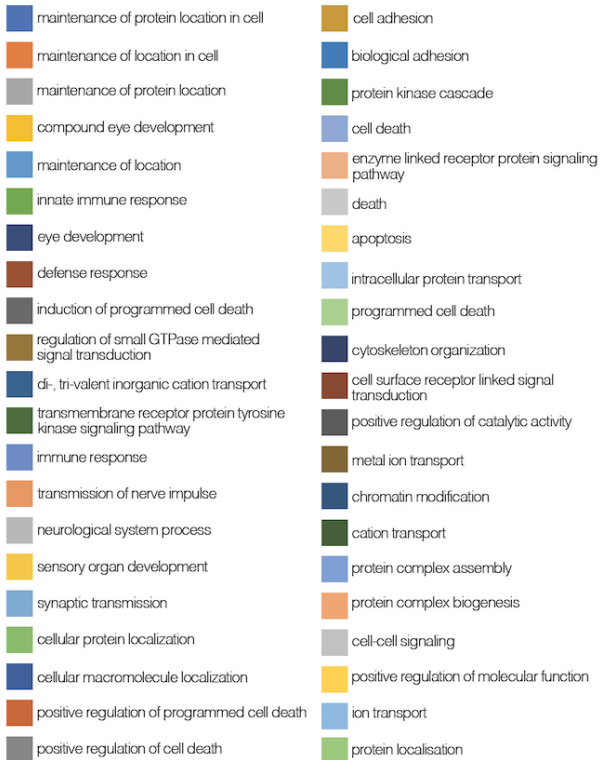 maintenance of protein location in cell
maintenance of location in cell
maintenance of protein location
compound eye development
maintenance of location
innate immune response
eye development
defense response
induction of programmed cell death
regulation of small GTPase mediated
signal transduction
di-, tri-valent inorganic cation transport
transmembrane receptor protein tyrosine
kinase signaling pathway
immune response
transmission of nerve impulse
neurological system process
sensory organ development
synaptic transmission
cellular protein localization
cellular macromolecule localization
positive regulation of programmed cell death
positive regulation of cell death
cell adhesion
biological adhesion
protein kinase cascade
cell death
enzyme linked receptor protein signaling
pathway
death
apoptosis
intracellular protein transport
programmed cell death
cytoskeleton organization
cell surface receptor linked signal
transduction
positive regulation of catalytic activity
metal ion transport
chromatin modification
cation transport
protein complex assembly
protein complex biogenesis
cell-cell signaling
positive regulation of molecular function
ion transport
protein localisation